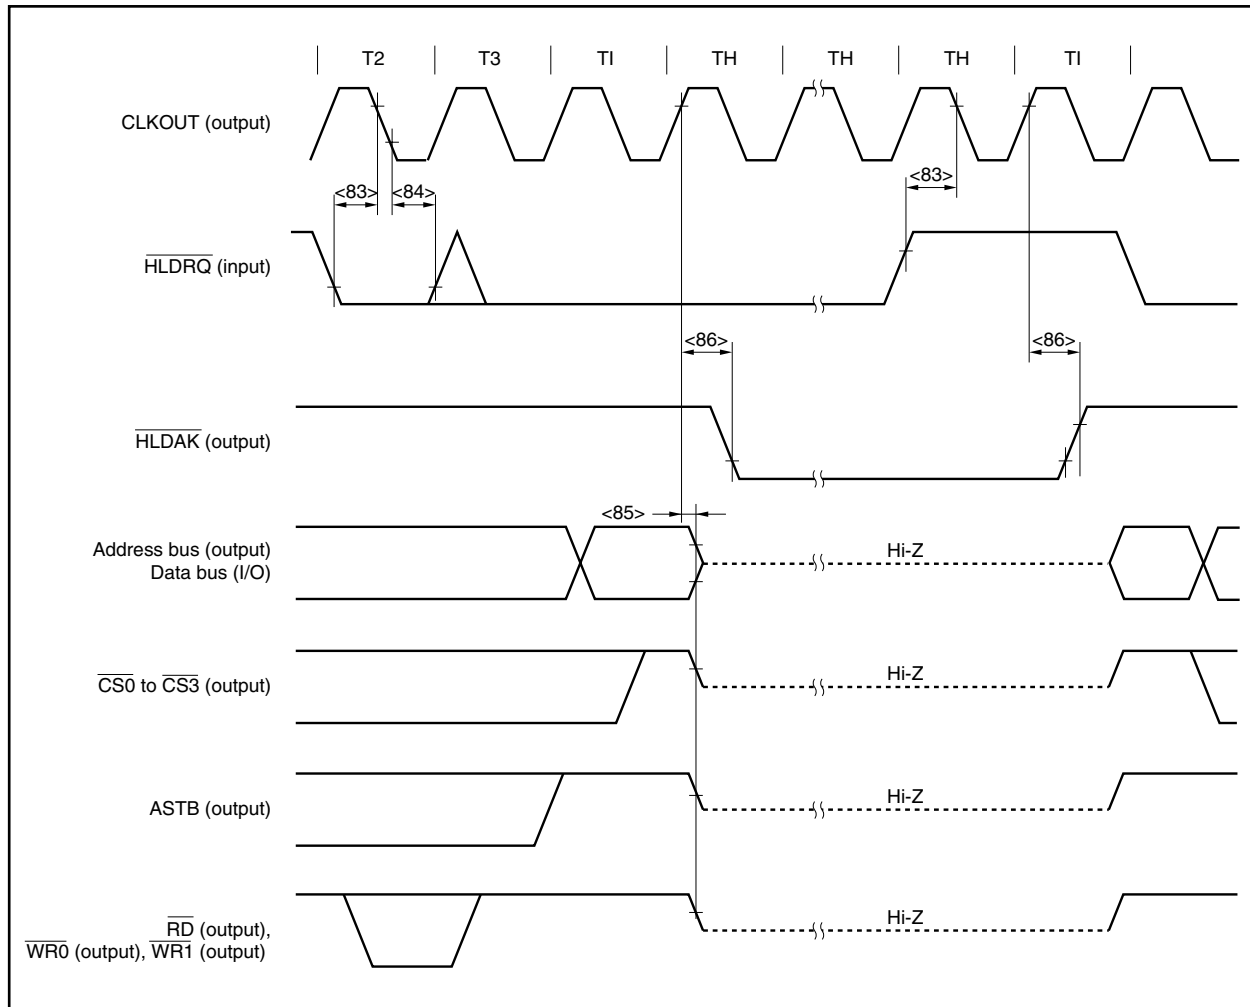 T2 T3 TI TH TH TH TI
CLKOUT (output)
<83> <84> <83>
HLDRQ (input)
<86> <86>
HLDAK (output)
<85>
Address bus (output)
Data bus (I/O)
Hi-Z
CS0 to CS3 (output)
Hi-Z
ASTB (output)
Hi-Z
RD (output),
WR0 (output), WR1 (output)
Hi-Z